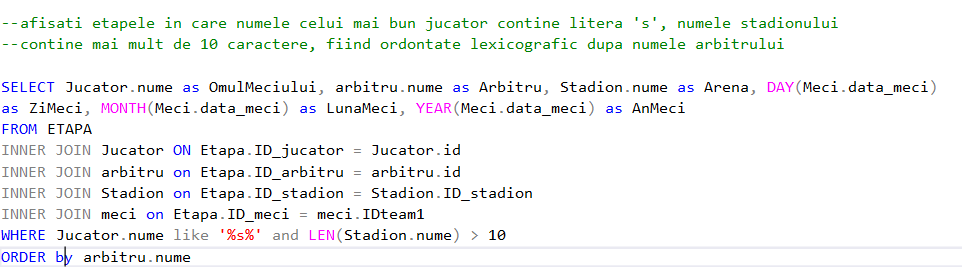 --afisati etapele in care numele celui mai bun jucator contine litera 's', numele stadionului
--contine mai mult de 10 caractere, fiind ordontate lexicografic dupa numele arbitrului
SELECT Jucator.nume as OmulMeciului, arbitru.nume as Arbitru, Stadion.nume as Arena, DAY(Meci.data_meci)
as ZiMeci, MONTH(Meci.data_meci) as LunaMeci, YEAR(Meci.data_meci) as AnMeci
FROM ETAPA
INNER JOIN Jucator ON Etapa.ID_jucator = Jucator.id
INNER JOIN arbitru on Etapa.ID_arbitru = arbitru.id
INNER JOIN Stadion on Etapa.ID_stadion = Stadion.ID_stadion
INNER JOIN meci on Etapa.ID_meci = meci.IDteam1
WHERE Jucator.nume like '%s%' and LEN(Stadion.nume) > 10
ORDER by arbitru.nume